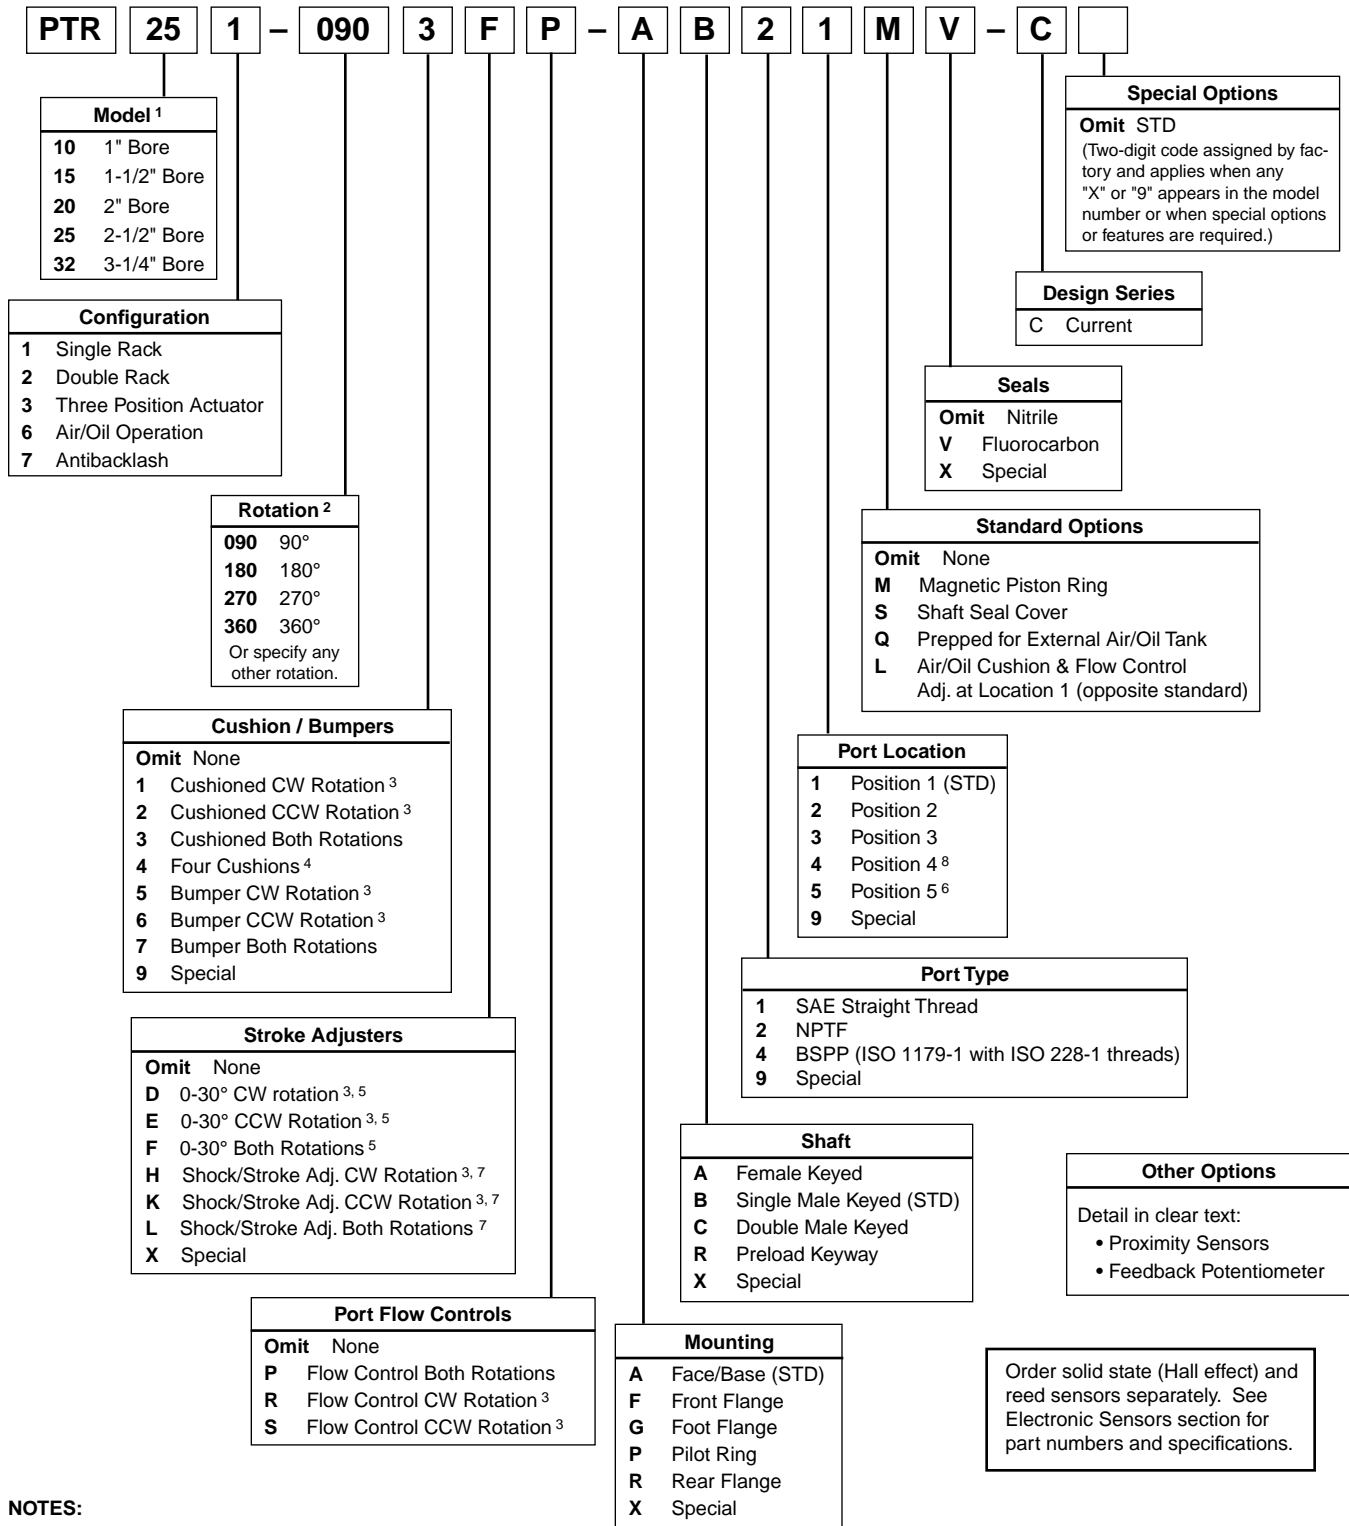 PTR 25 1 – 090 3 F P – A B 2 1 M V – C
Model 1
10 1" Bore
15 1-1/2" Bore
20 2" Bore
25 2-1/2" Bore
32 3-1/4" Bore
Configuration
1 Single Rack
2 Double Rack
3 Three Position Actuator
6 Air/Oil Operation
7 Antibacklash
Rotation 2
090 90°
180 180°
270 270°
360 360°
Or specify any
other rotation.
Cushion / Bumpers
Omit None
1 Cushioned CW Rotation 3
2 Cushioned CCW Rotation 3
3 Cushioned Both Rotations
4 Four Cushions 4
5 Bumper CW Rotation 3
6 Bumper CCW Rotation 3
7 Bumper Both Rotations
9 Special
Stroke Adjusters
Omit None
D 0-30° CW rotation 3, 5
E 0-30° CCW Rotation 3, 5
F 0-30° Both Rotations 5
H Shock/Stroke Adj. CW Rotation 3, 7
K Shock/Stroke Adj. CCW Rotation 3, 7
L Shock/Stroke Adj. Both Rotations 7
X Special
Port Flow Controls
Omit None
P Flow Control Both Rotations
R Flow Control CW Rotation 3
S Flow Control CCW Rotation 3
Mounting
A Face/Base (STD)
F Front Flange
G Foot Flange
P Pilot Ring
R Rear Flange
X Special
Shaft
A Female Keyed
B Single Male Keyed (STD)
C Double Male Keyed
R Preload Keyway
X Special
Port Type
1 SAE Straight Thread
2 NPTF
4 BSPP (ISO 1179-1 with ISO 228-1 threads)
9 Special
Port Location
1 Position 1 (STD)
2 Position 2
3 Position 3
4 Position 4 8
5 Position 5 6
9 Special
Standard Options
Omit None
M Magnetic Piston Ring
S Shaft Seal Cover
Q Prepped for External Air/Oil Tank
L Air/Oil Cushion & Flow Control
Adj. at Location 1 (opposite standard)
Seals
Omit Nitrile
V Fluorocarbon
X Special
Design Series
C Current
Special Options
Omit STD
(Two-digit code assigned by fac-
tory and applies when any
"X" or "9" appears in the model
number or when special options
or features are required.)
Other Options
Detail in clear text:
• Proximity Sensors
• Feedback Potentiometer
Order solid state (Hall effect) and
reed sensors separately. See
Electronic Sensors section for
part numbers and specifications.
NOTES: